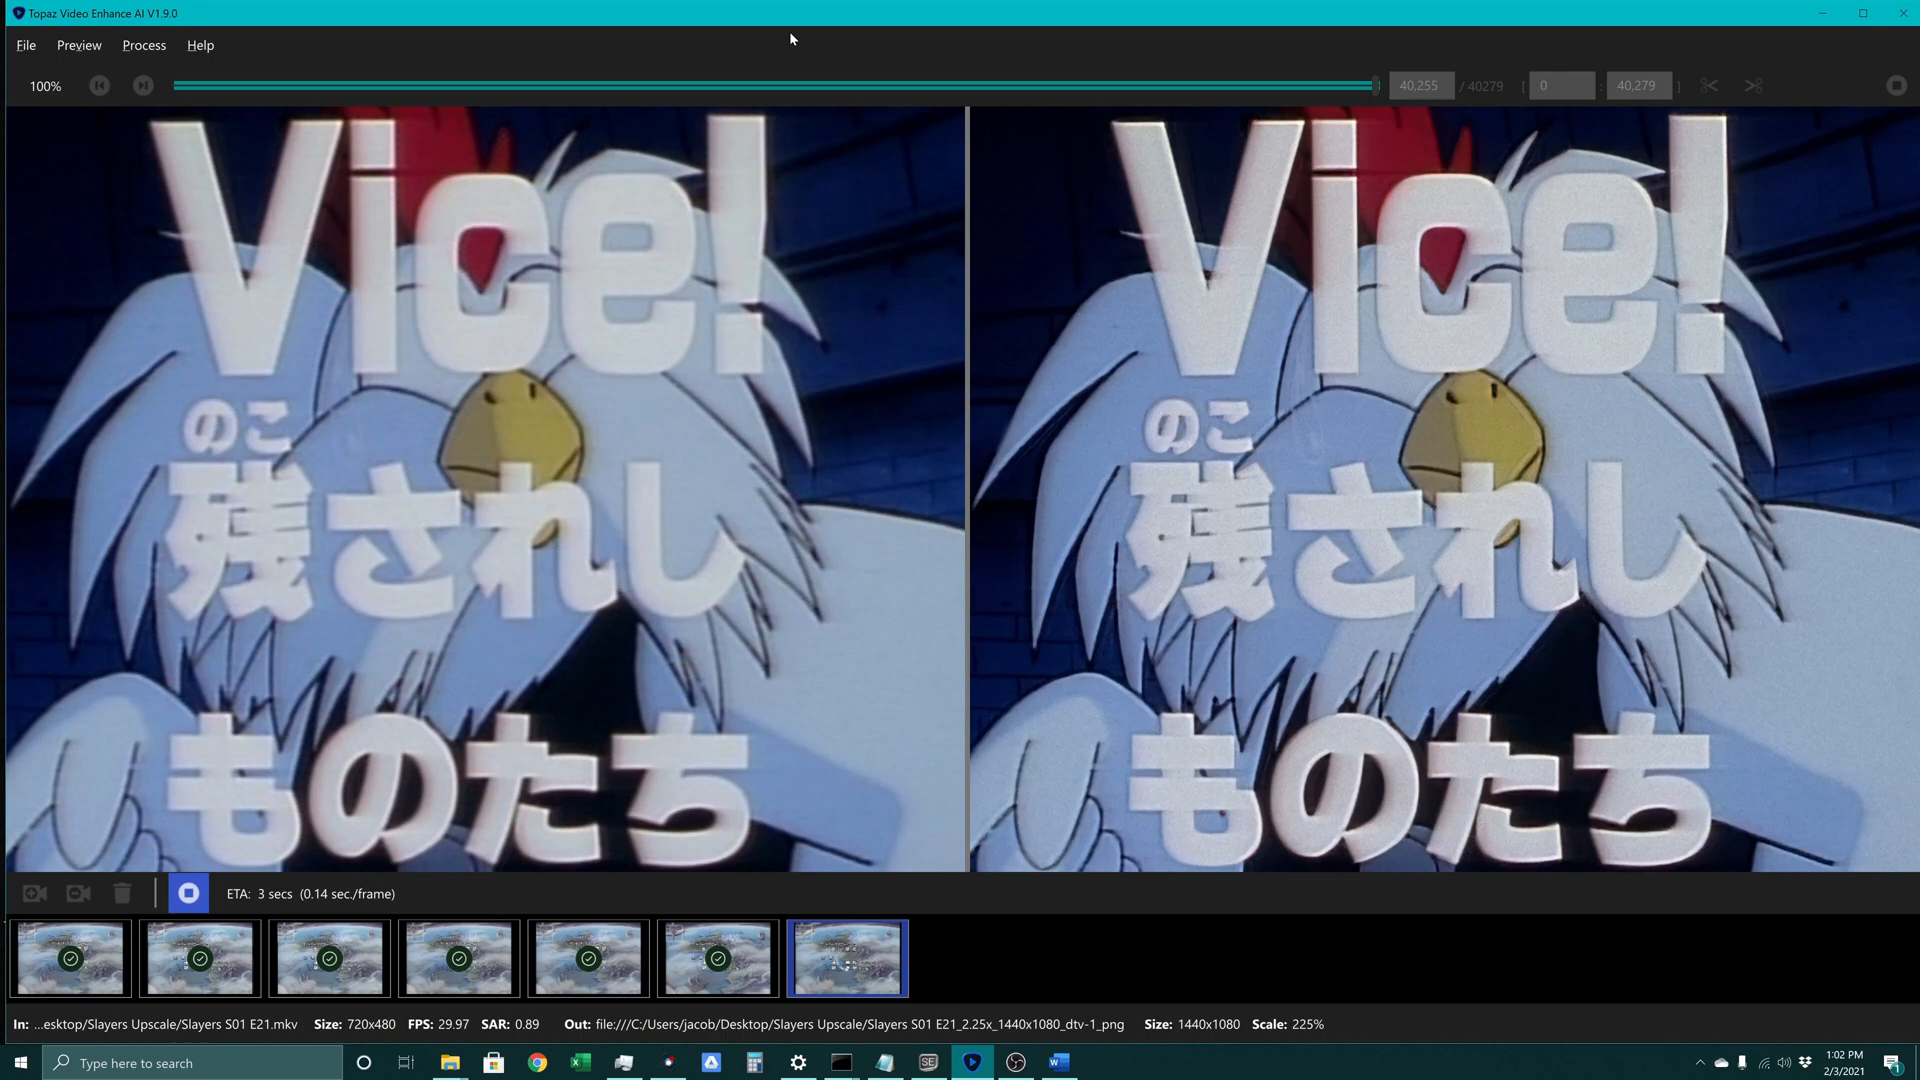 Topaz Video Enhance AI V1.9.0
File Preview Process Help
100% 40,255 / 40279 [ 0 : 40,279 ]
Vice!
のこ
残されし
ものたち
Vice!
のこ
残されし
ものたち
ETA: 3 secs (0.14 sec./frame)
In: ...esktop/Slayers Upscale/Slayers S01 E21.mkv Size: 720x480 FPS: 29.97 SAR: 0.89 Out: file:///C:/Users/jacob/Desktop/Slayers Upscale/Slayers S01 E21_2.25x_1440x1080_dtv-1_png Size: 1440x1080 Scale: 225%
Type here to search
SE
1:02 PM
2/3/2021
1